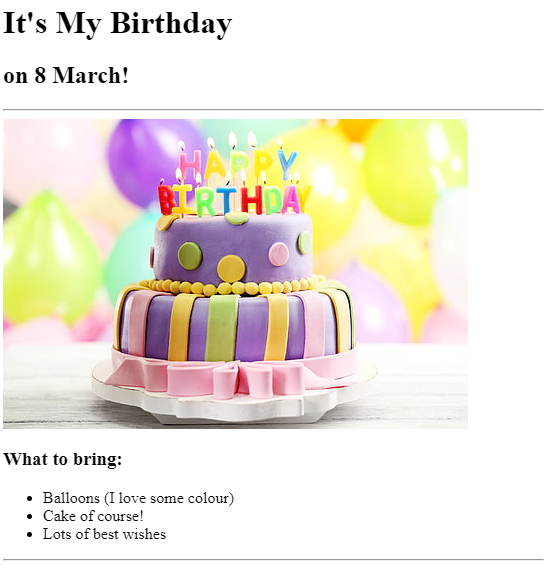 It's My Birthday
on 8 March!
HAPPY
BIRTHDAY
What to bring:
Balloons (I love some colour)
Cake of course!
Lots of best wishes